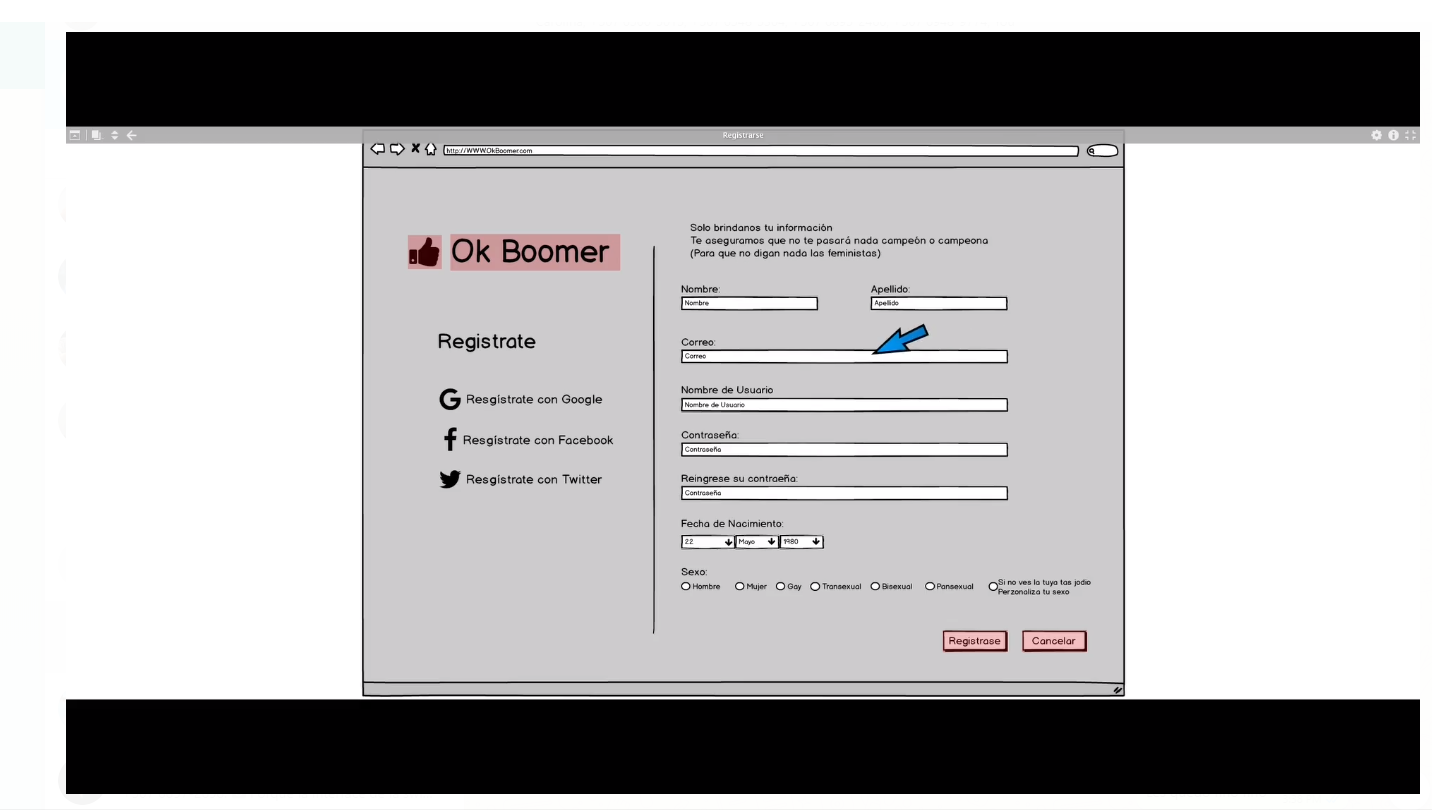 Registrarse
http://WWW.OkBoomer.com
Ok Boomer
Registrate
Resgístrate con Google
Resgístrate con Facebook
Resgístrate con Twitter
Solo brindanos tu información
Te aseguramos que no te pasará nada campeón o campeona
(Para que no digan nada las feministas)
Nombre: Apellido:
Nombre Apellido
Correo:
Correo
Nombre de Usuario
Nombre de Usuario
Contraseña:
Contraseña
Reingrese su contraeña:
Contraseña
Fecha de Nacimiento:
22 Mayo 1980
Sexo:
Hombre Mujer Gay Transexual Bisexual Pansexual Si no ves la tuya tas jodio
Perzonaliza tu sexo
Registrase Cancelar